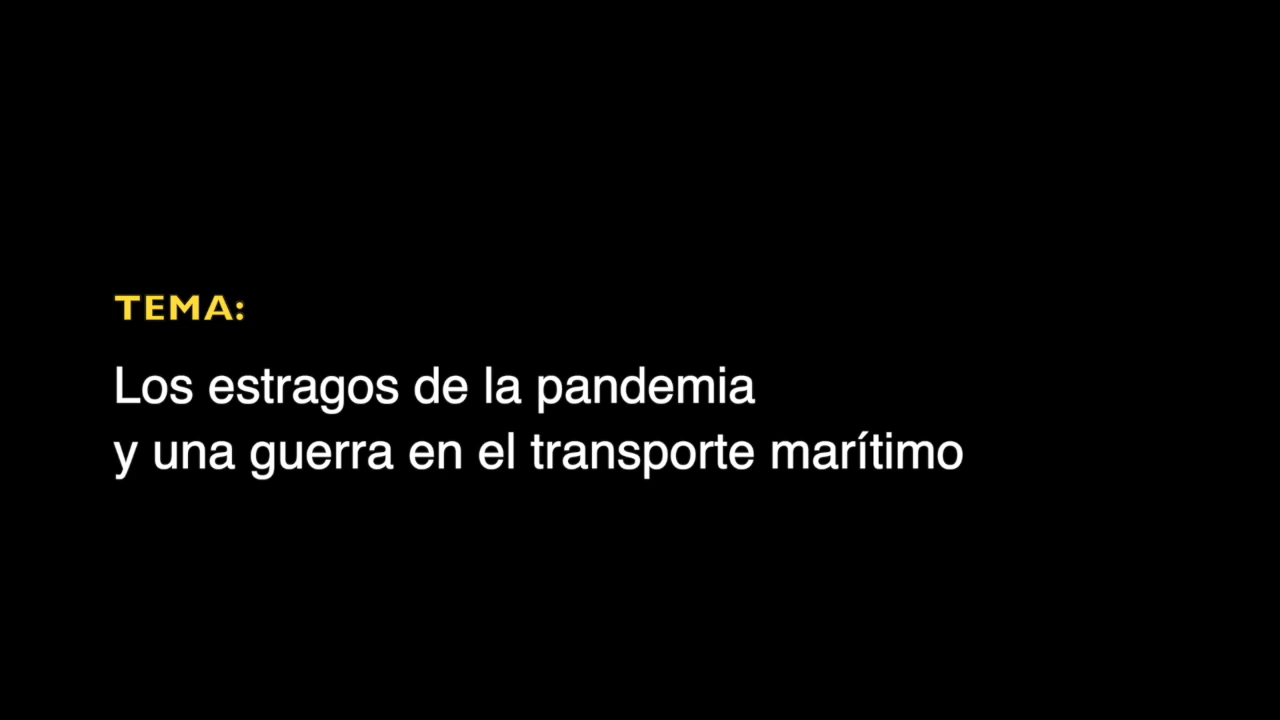 TEMA:
Los estragos de la pandemia
y una guerra en el transporte marítimo